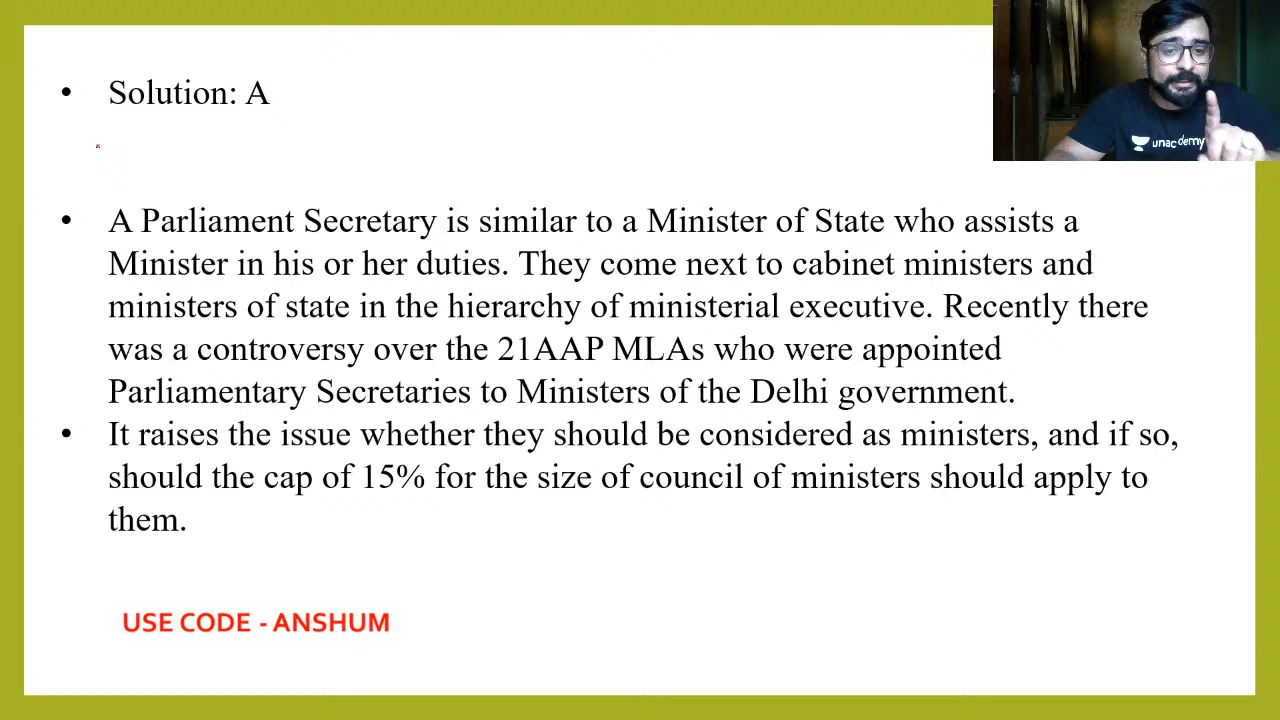 Solution: A
unacademy
A Parliament Secretary is similar to a Minister of State who assists a
Minister in his or her duties. They come next to cabinet ministers and
ministers of state in the hierarchy of ministerial executive. Recently there
was a controversy over the 21AAP MLAs who were appointed
Parliamentary Secretaries to Ministers of the Delhi government.
It raises the issue whether they should be considered as ministers, and if so,
should the cap of 15% for the size of council of ministers should apply to
them.
USE CODE - ANSHUM